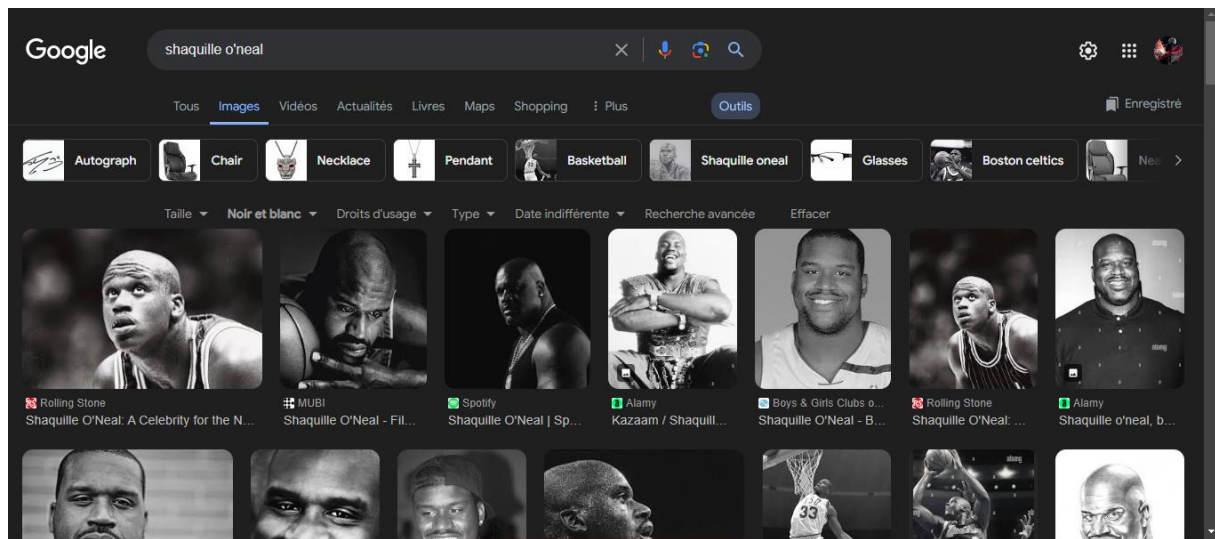 Google
shaquille o'neal
Tous Images Vidéos Actualités Livres Maps Shopping Plus Outils Enregistré
Autograph Chair Necklace Pendant Basketball Shaquille oneal Glasses Boston celtics
Taille Noir et blanc Droits d'usage Type Date indifférente Recherche avancée Effacer
Rolling Stone MUBI Spotify Alamy Boys & Girls Clubs o... Rolling Stone Alamy
Shaquille O'Neal: A Celebrity for the N... Shaquille O'Neal - Fil... Shaquille O'Neal | Sp... Kazaam / Shaquill... Shaquille O'Neal - B... Shaquille O'Neal: ... Shaquille o'neal, b...
33